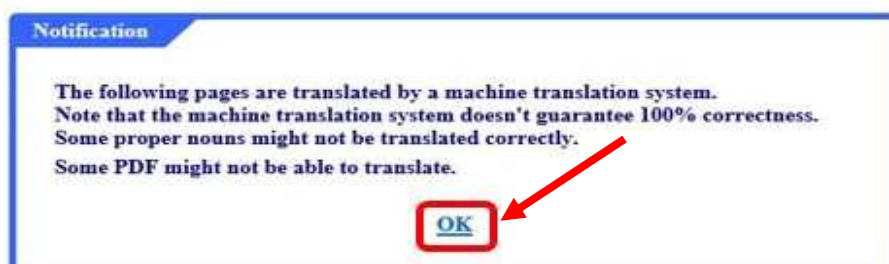 Notification
The following pages are translated by a machine translation system.
Note that the machine translation system doesn't guarantee 100% correctness.
Some proper nouns might not be translated correctly.
Some PDF might not be able to translate.
OK